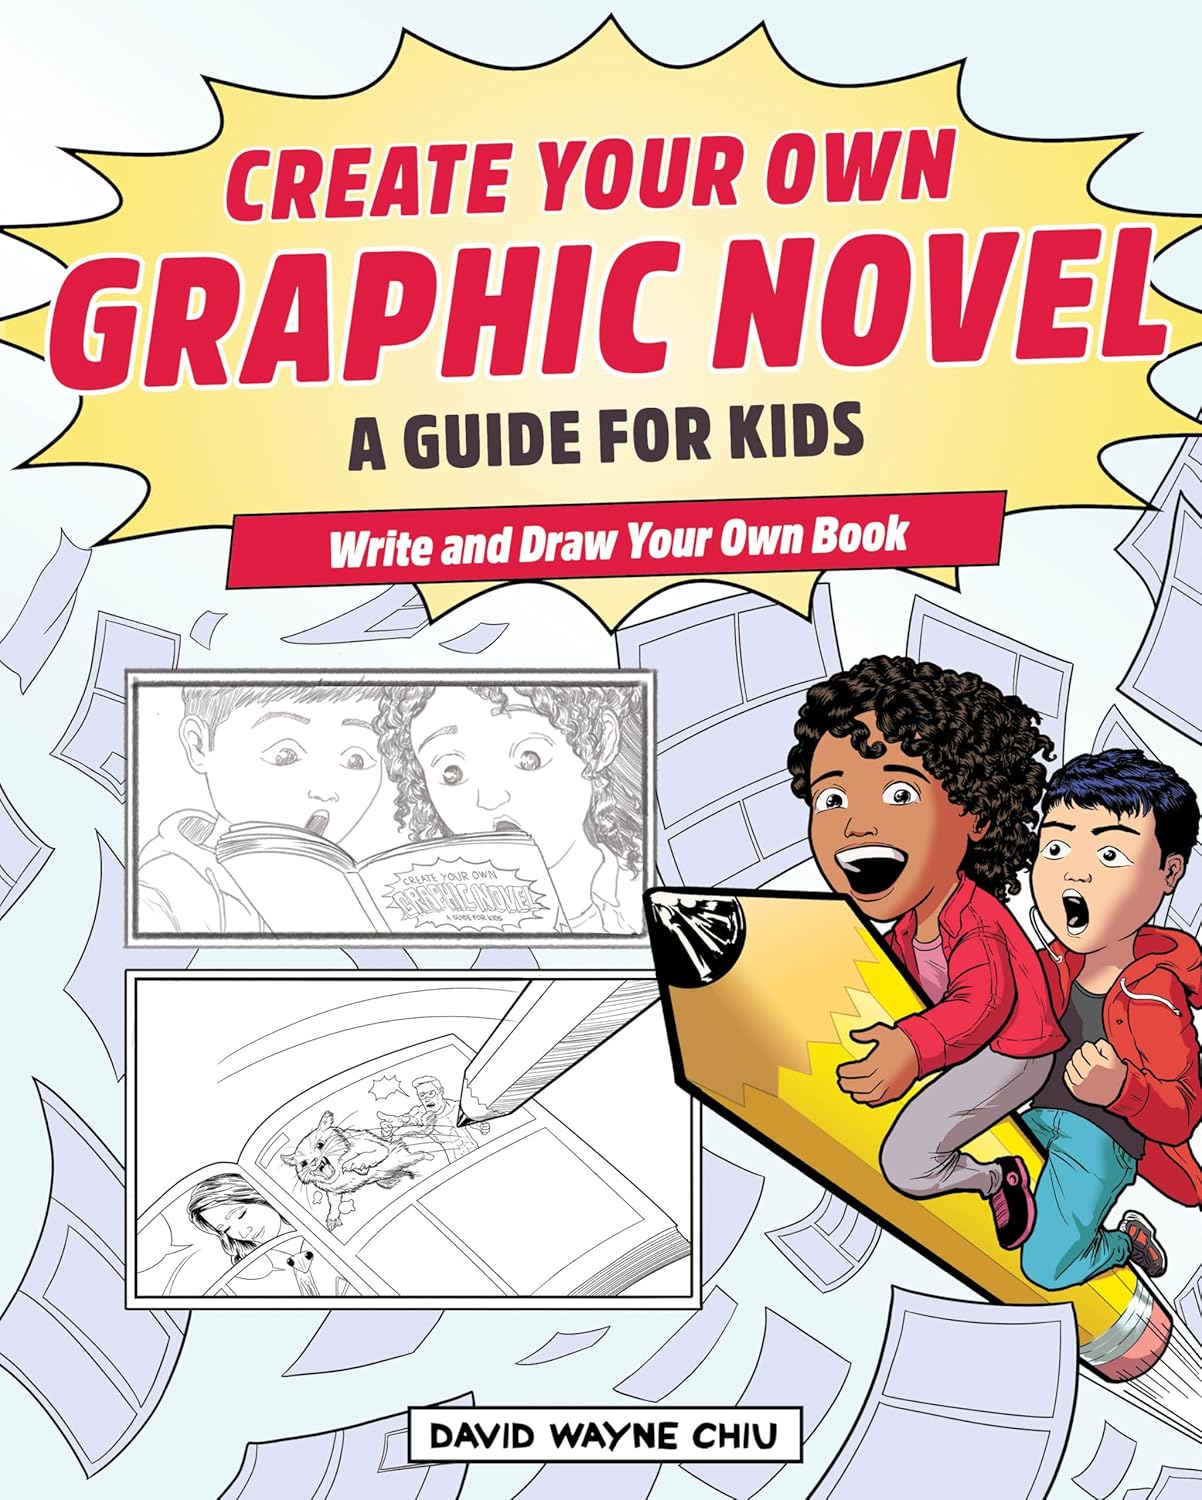 CREATE YOUR OWN
GRAPHIC NOVEL
A GUIDE FOR KIDS
Write and Draw Your Own Book
CREATE YOUR OWN
GRAPHIC NOVEL
A GUIDE FOR KIDS
DAVID WAYNE CHIU